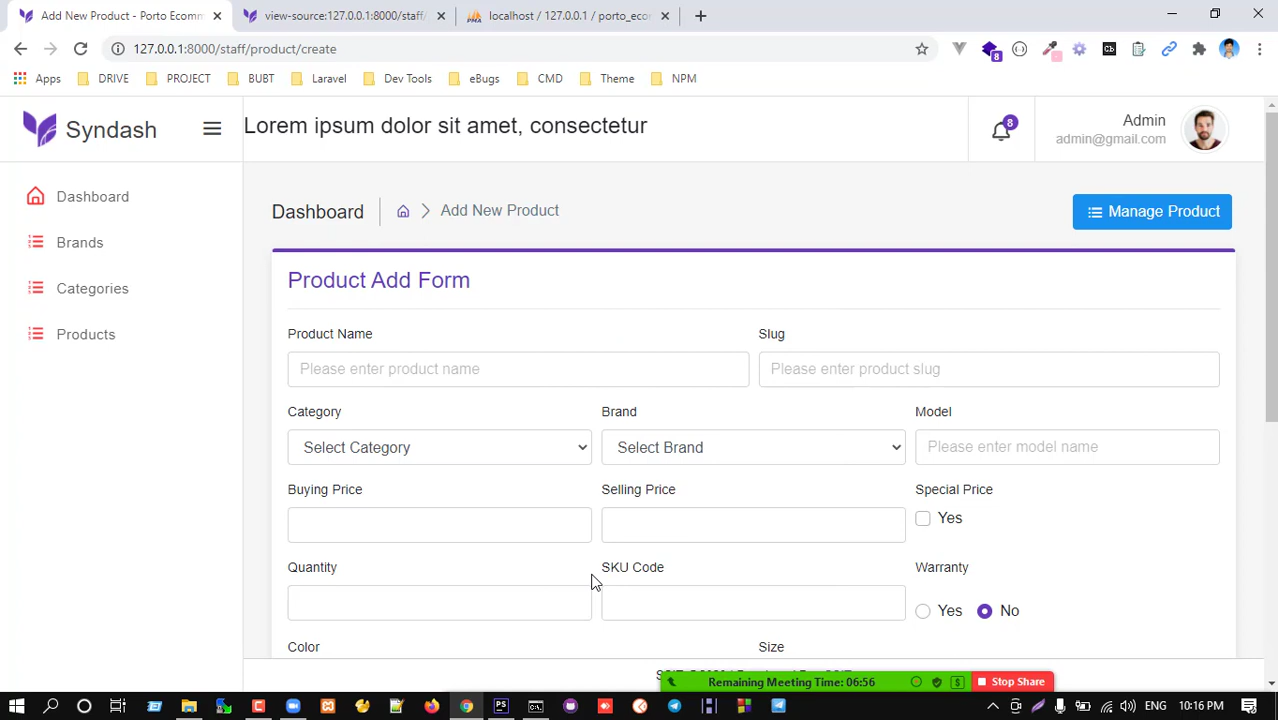 Add New Product - Porto Ecomm
view-source:127.0.0.1:8000/staff/
localhost / 127.0.0.1 / porto_ecor
127.0.0.1:8000/staff/product/create
8
Cb
Apps
DRIVE
PROJECT
BUBT
Laravel
Dev Tools
eBugs
CMD
Theme
NPM
Syndash
Lorem ipsum dolor sit amet, consectetur
8
Admin
admin@gmail.com
Dashboard
Brands
Categories
Products
Dashboard
Add New Product
Manage Product
Product Add Form
Product Name
Slug
Please enter product name
Please enter product slug
Category
Brand
Model
Select Category
Select Brand
Please enter model name
Buying Price
Selling Price
Special Price
Yes
Quantity
SKU Code
Warranty
Yes
No
Color
Size
Remaining Meeting Time: 06:56
Stop Share
ENG
10:16 PM